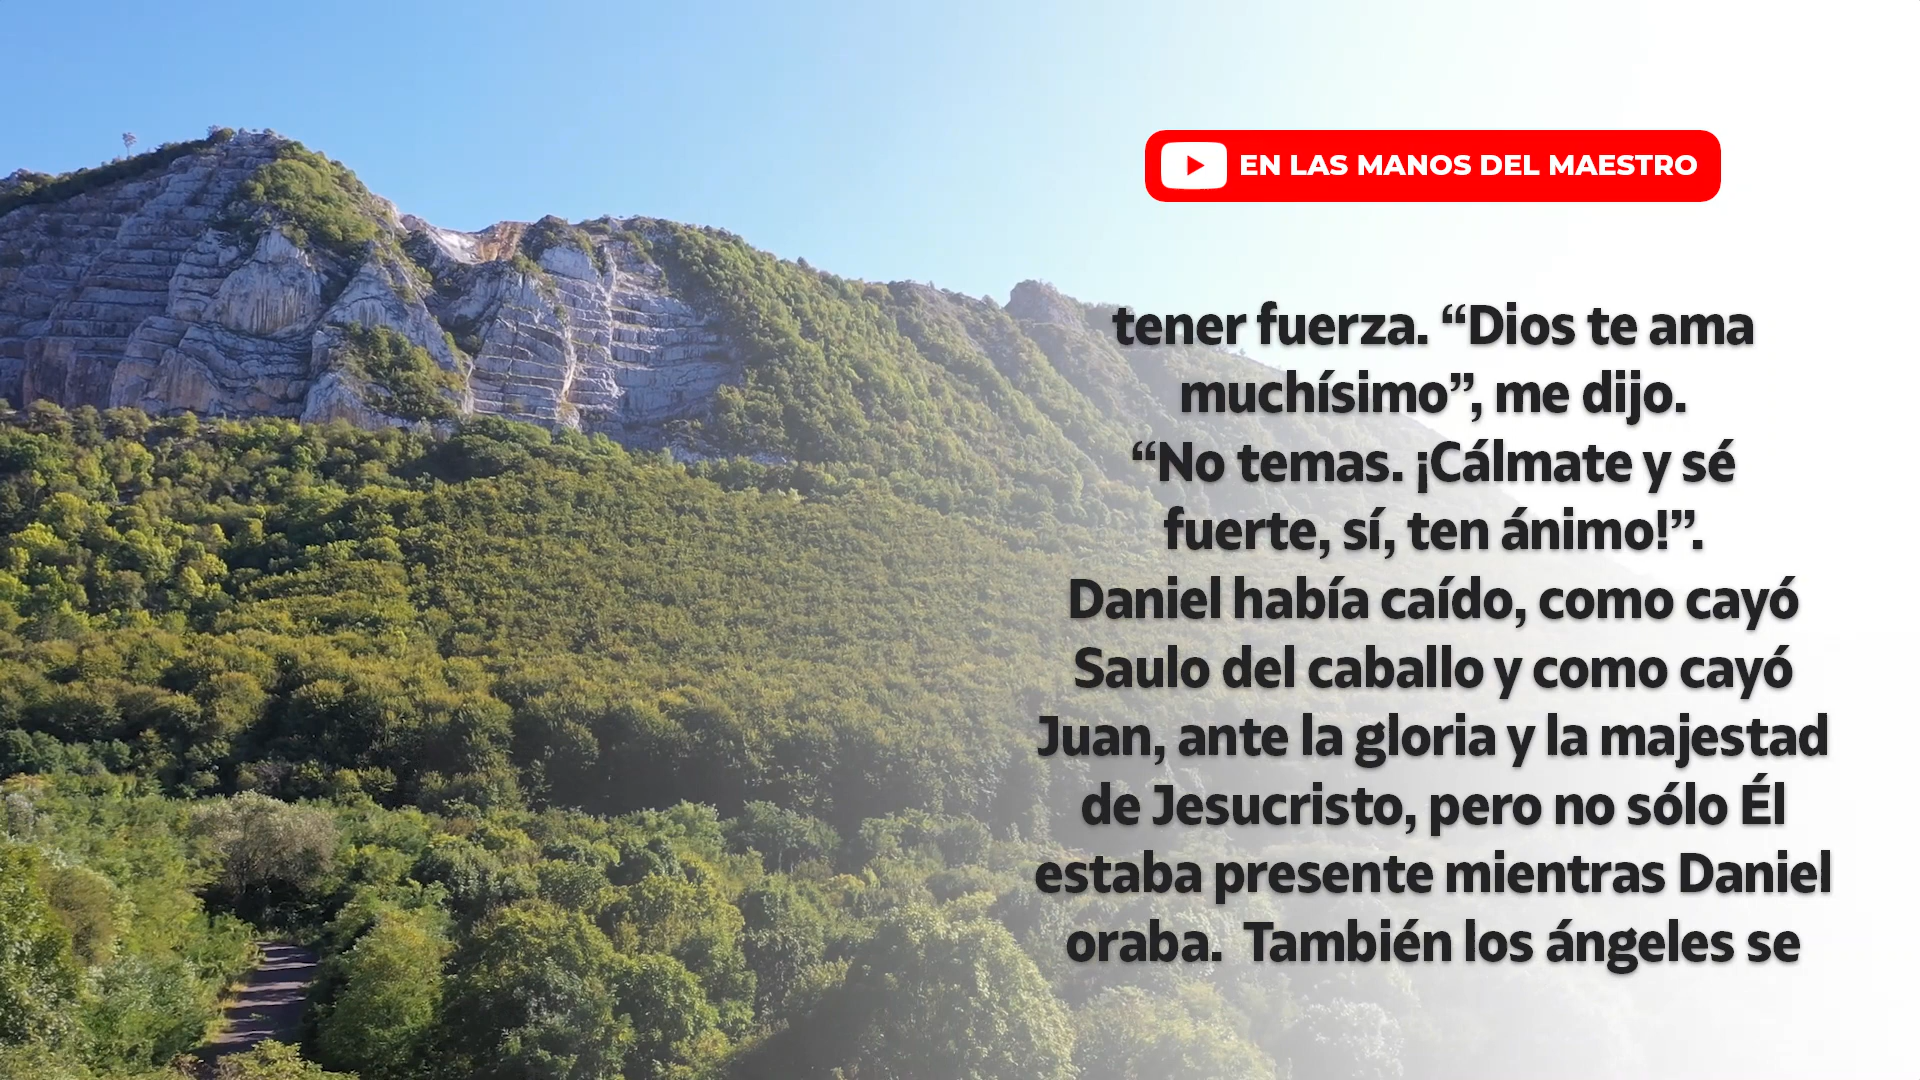 EN LAS MANOS DEL MAESTRO
tener fuerza. “Dios te ama
muchísimo”, me dijo.
“No temas. ¡Cálmate y sé
fuerte, sí, ten ánimo!”.
Daniel había caído, como cayó
Saulo del caballo y como cayó
Juan, ante la gloria y la majestad
de Jesucristo, pero no sólo Él
estaba presente mientras Daniel
oraba.  También los ángeles se